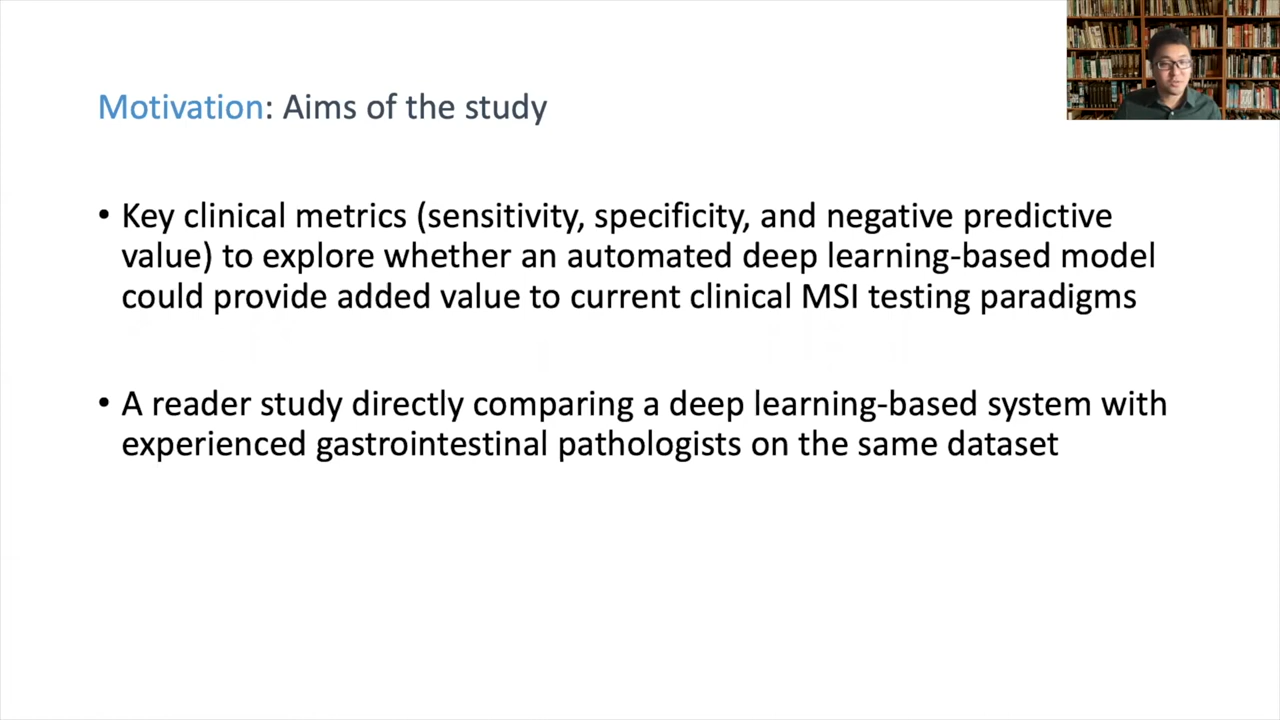 Motivation: Aims of the study
• Key clinical metrics (sensitivity, specificity, and negative predictive
value) to explore whether an automated deep learning-based model
could provide added value to current clinical MSI testing paradigms
• A reader study directly comparing a deep learning-based system with
experienced gastrointestinal pathologists on the same dataset